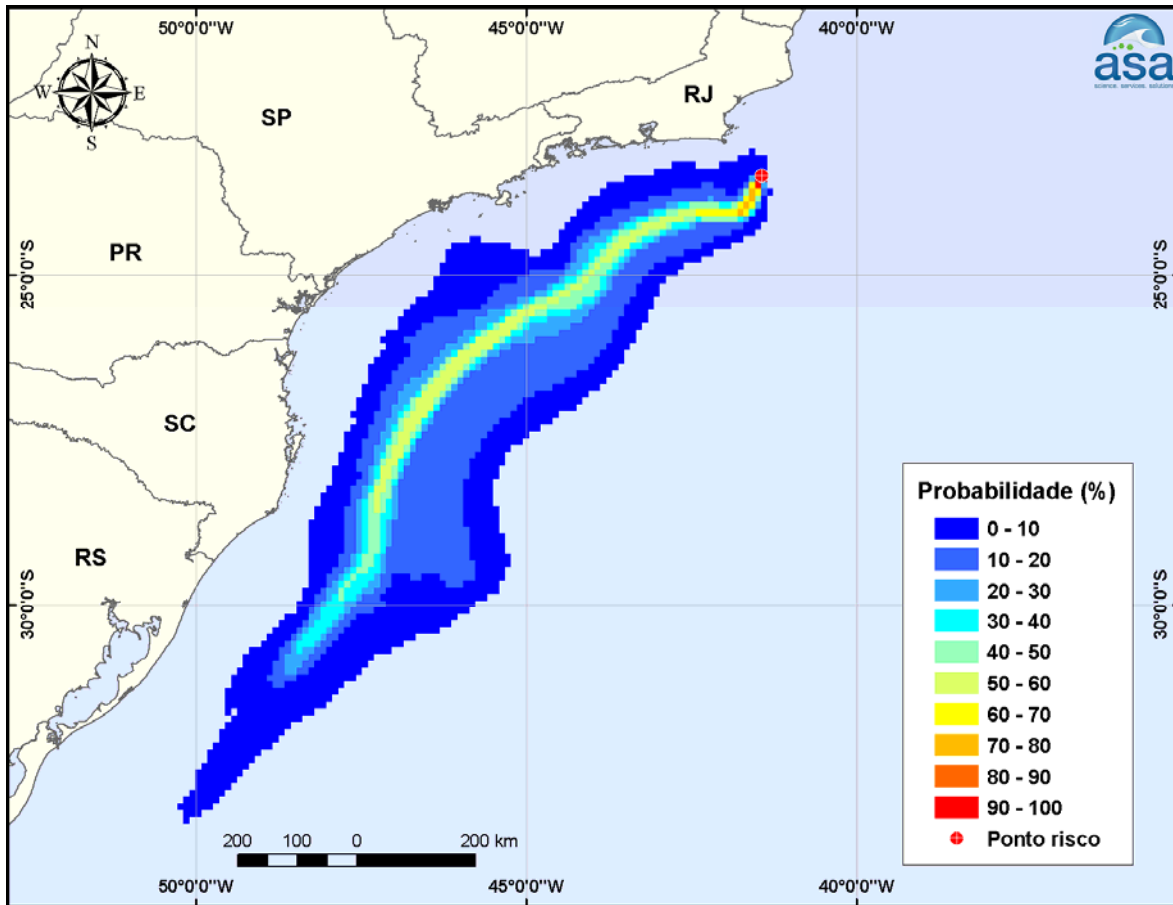 50°0'0"W 45°0'0"W 40°0'0"W
asa
science. services. solutions
N
W E
S
SP
RJ
PR
SC
RS
25°0'0"S 25°0'0"S
30°0'0"S 30°0'0"S
Probabilidade (%)
0 - 10
10 - 20
20 - 30
30 - 40
40 - 50
50 - 60
60 - 70
70 - 80
80 - 90
90 - 100
Ponto risco
200 100 0 200 km
50°0'0"W 45°0'0"W 40°0'0"W